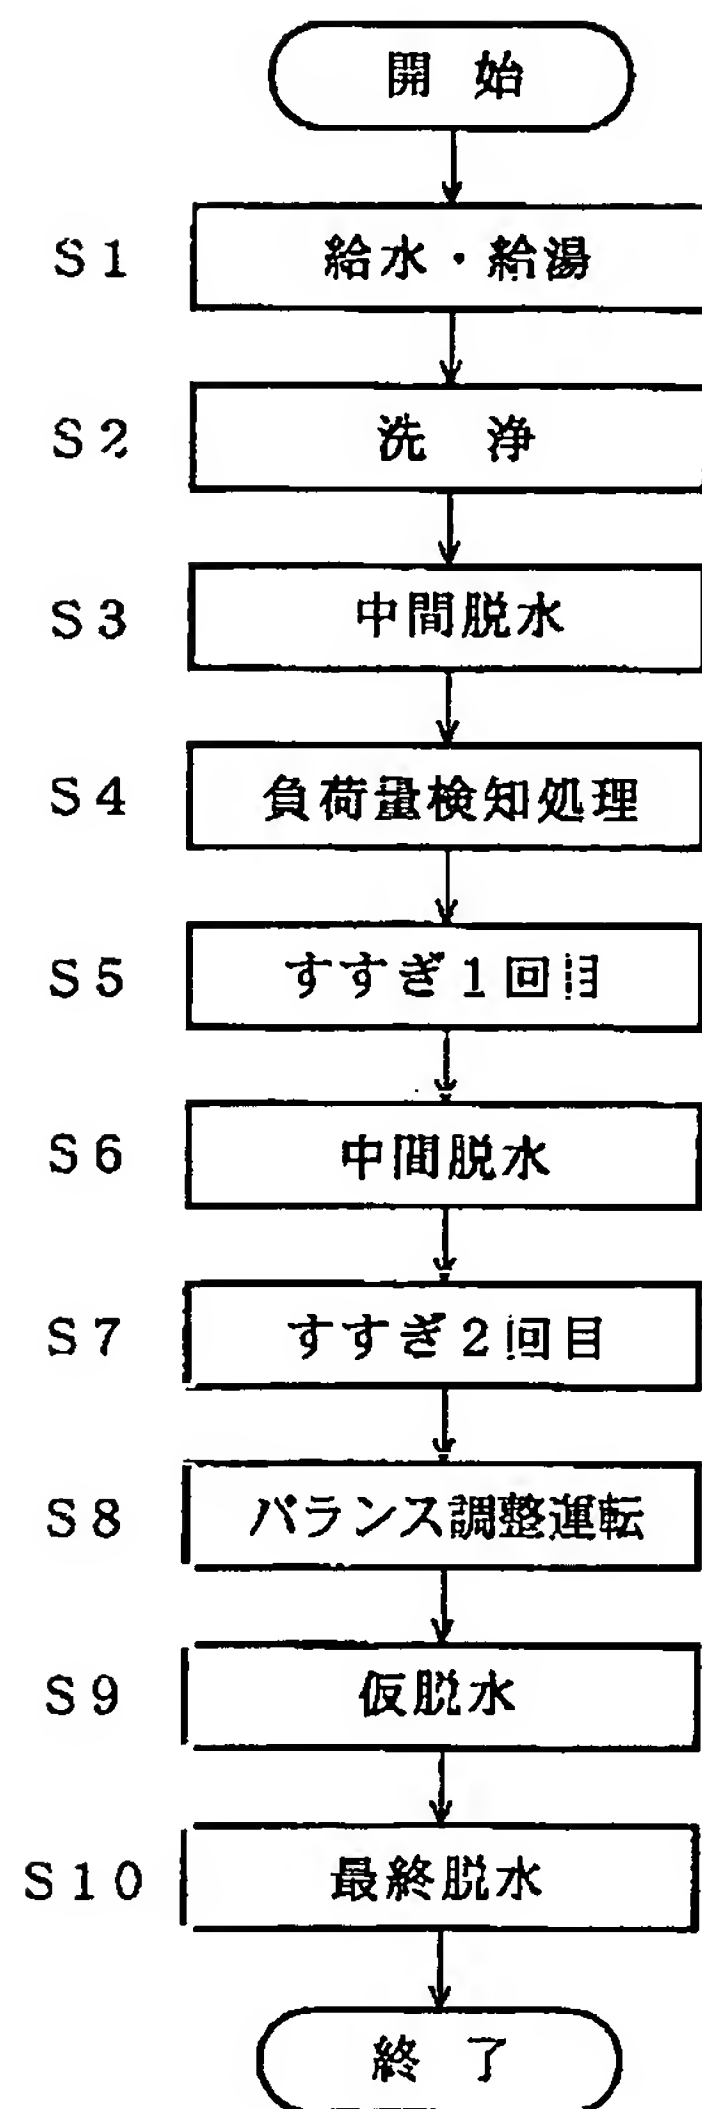 開始
S1 給水・給湯
S2 洗浄
S3 中間脱水
S4 負荷量検知処理
S5 すすぎ1回目
S6 中間脱水
S7 すすぎ2回目
S8 バランス調整運転
S9 仮脱水
S10 最終脱水
終了